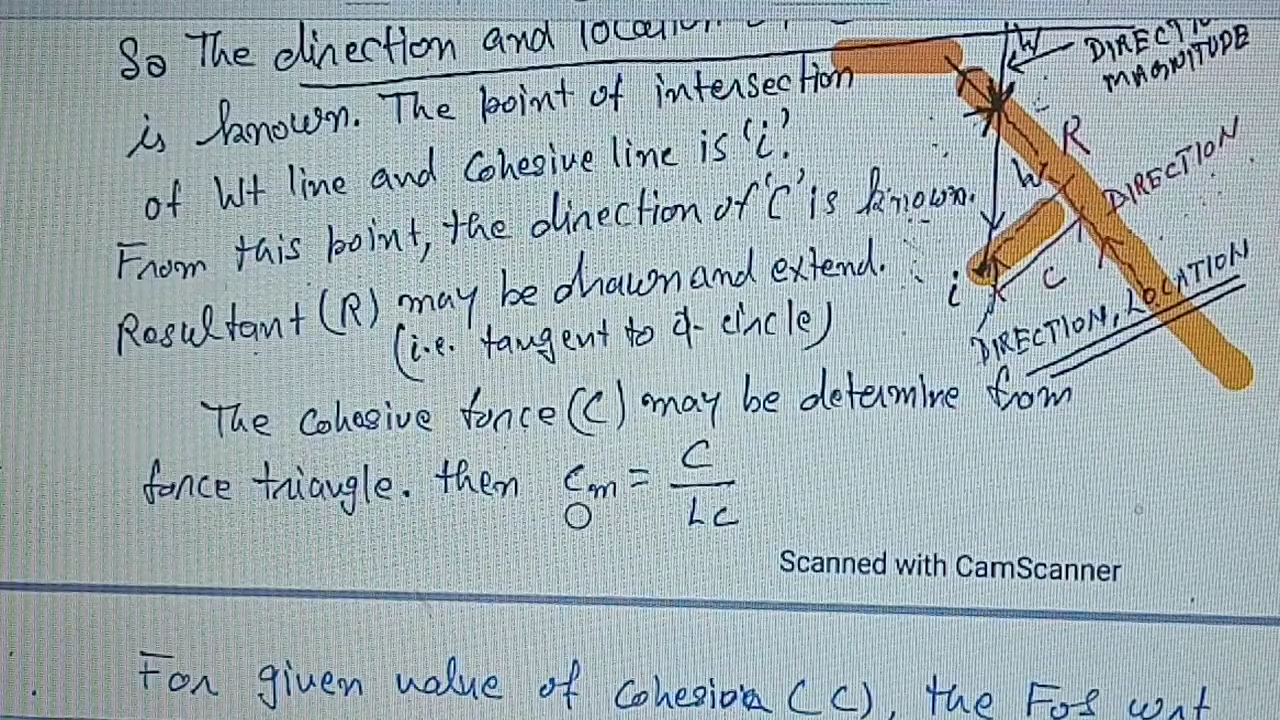 So The direction and location
is known. The point of intersection
of Wt line and Cohesive line is 'i'.
From this point, the direction of 'C' is known.
Resultant (R) may be drawn and extend.
(i.e. tangent to ϕ- circle)
The Cohesive force (C) may be determine from
force triangle. then cm = C / Lc
W
MAGNITUDE
R
W
DIRECTION
C
i
DIRECTION, LOCATION
Scanned with CamScanner
For given value of Cohesion (C), the FOS wrt